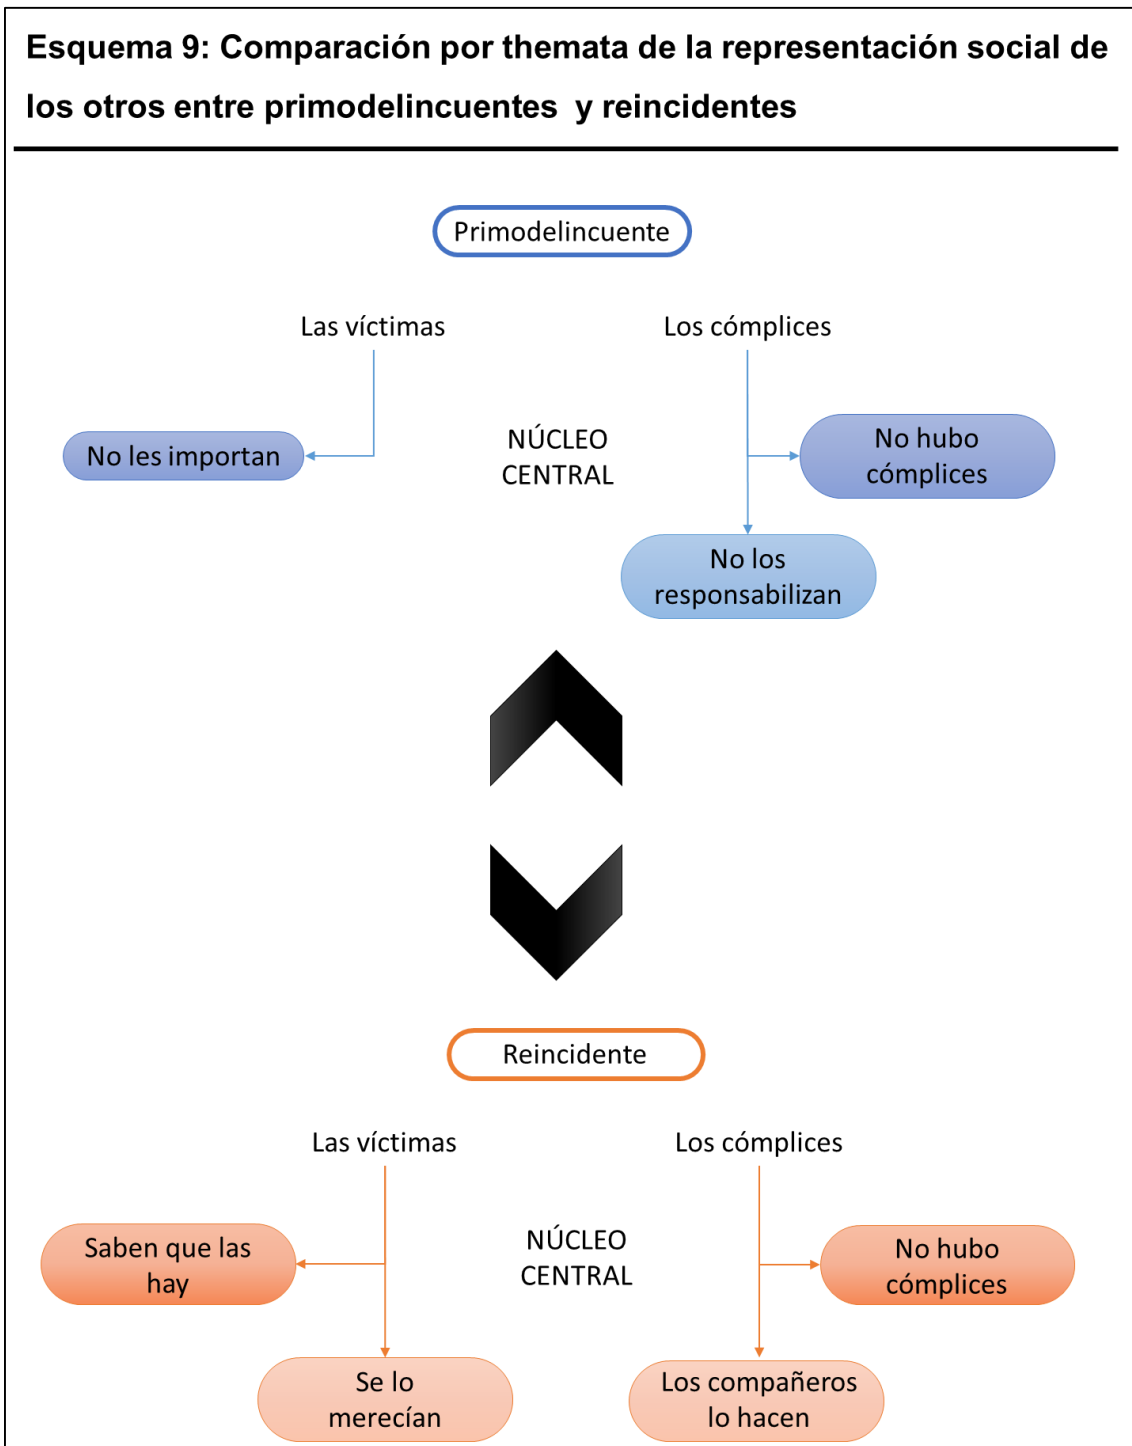 Esquema 9: Comparación por themata de la representación social de
los otros entre primodelincuentes y reincidentes
Primodelincuente
Las víctimas
Los cómplices
No les importan
NÚCLEO
CENTRAL
No hubo
cómplices
No los
responsabilizan
Reincidente
Las víctimas
Los cómplices
Saben que las
hay
NÚCLEO
CENTRAL
No hubo
cómplices
Se lo
merecían
Los compañeros
lo hacen